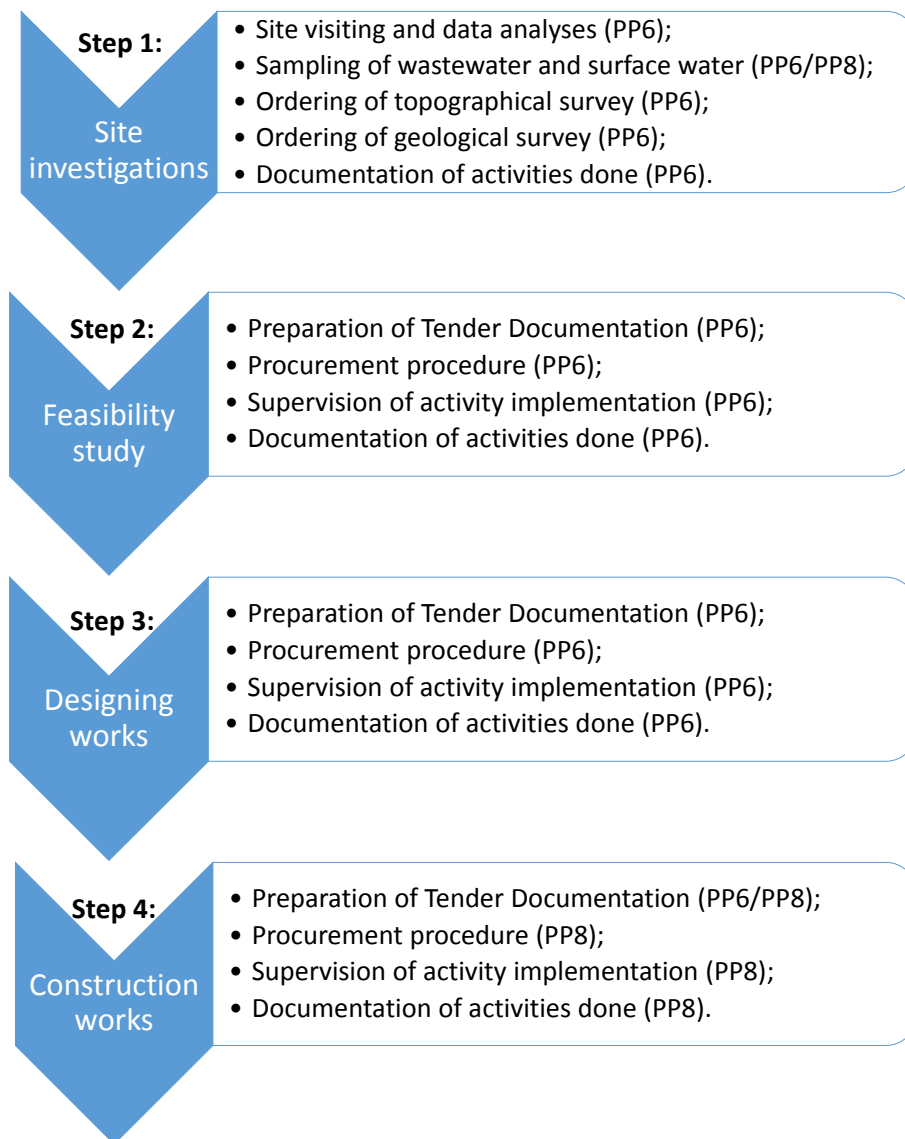 Step 1:
Site
investigations
• Site visiting and data analyses (PP6);
• Sampling of wastewater and surface water (PP6/PP8);
• Ordering of topographical survey (PP6);
• Ordering of geological survey (PP6);
• Documentation of activities done (PP6).
Step 2:
Feasibility
study
• Preparation of Tender Documentation (PP6);
• Procurement procedure (PP6);
• Supervision of activity implementation (PP6);
• Documentation of activities done (PP6).
Step 3:
Designing
works
• Preparation of Tender Documentation (PP6);
• Procurement procedure (PP6);
• Supervision of activity implementation (PP6);
• Documentation of activities done (PP6).
Step 4:
Construction
works
• Preparation of Tender Documentation (PP6/PP8);
• Procurement procedure (PP8);
• Supervision of activity implementation (PP8);
• Documentation of activities done (PP8).